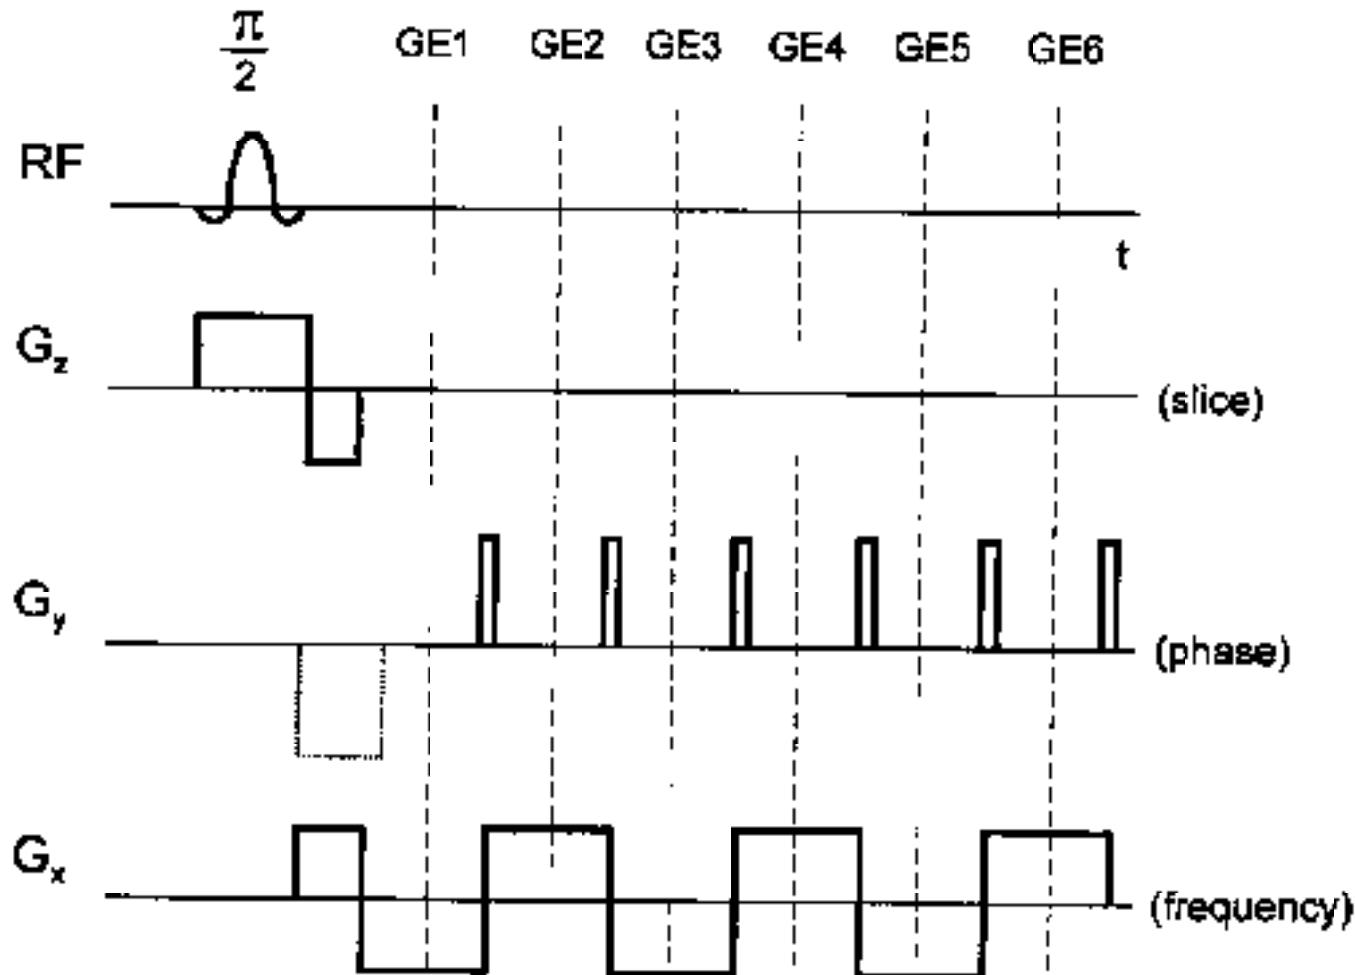 π/2 GE1 GE2 GE3 GE4 GE5 GE6
RF
t
Gz
(slice)
Gy
(phase)
Gx
(frequency)